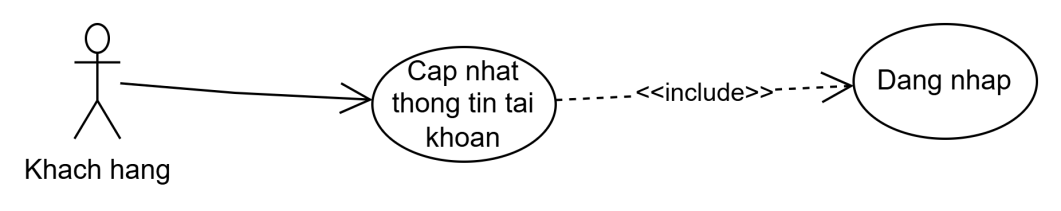 Khach hang
Cap nhat
thong tin tai
khoan
<<include>>
Dang nhap